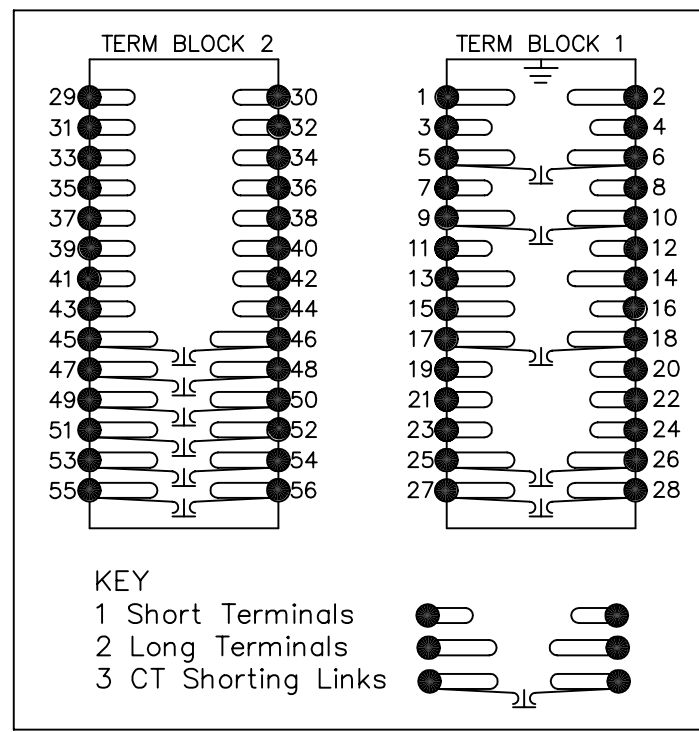 TERM BLOCK 2 TERM BLOCK 1
29 30 1 2
31 32 3 4
33 34 5 6
35 36 7 8
37 38 9 10
39 40 11 12
41 42 13 14
43 44 15 16
45 46 17 18
47 48 19 20
49 50 21 22
51 52 23 24
53 54 25 26
55 56 27 28
KEY
1 Short Terminals
2 Long Terminals
3 CT Shorting Links